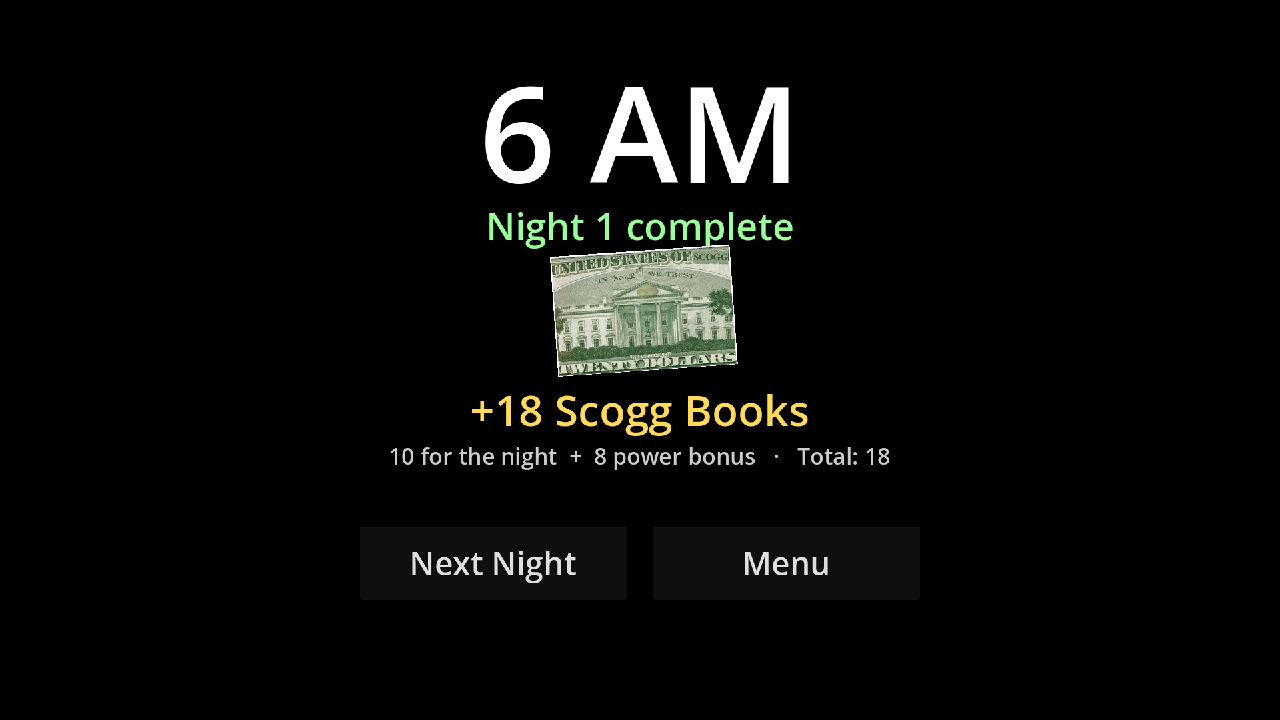 6 AM
Night 1 complete
UNITED STATES OF SCOGG
IN Scogg WE TRUST
TWENTY DOLLARS
+18 Scogg Books
10 for the night + 8 power bonus · Total: 18
Next Night
Menu